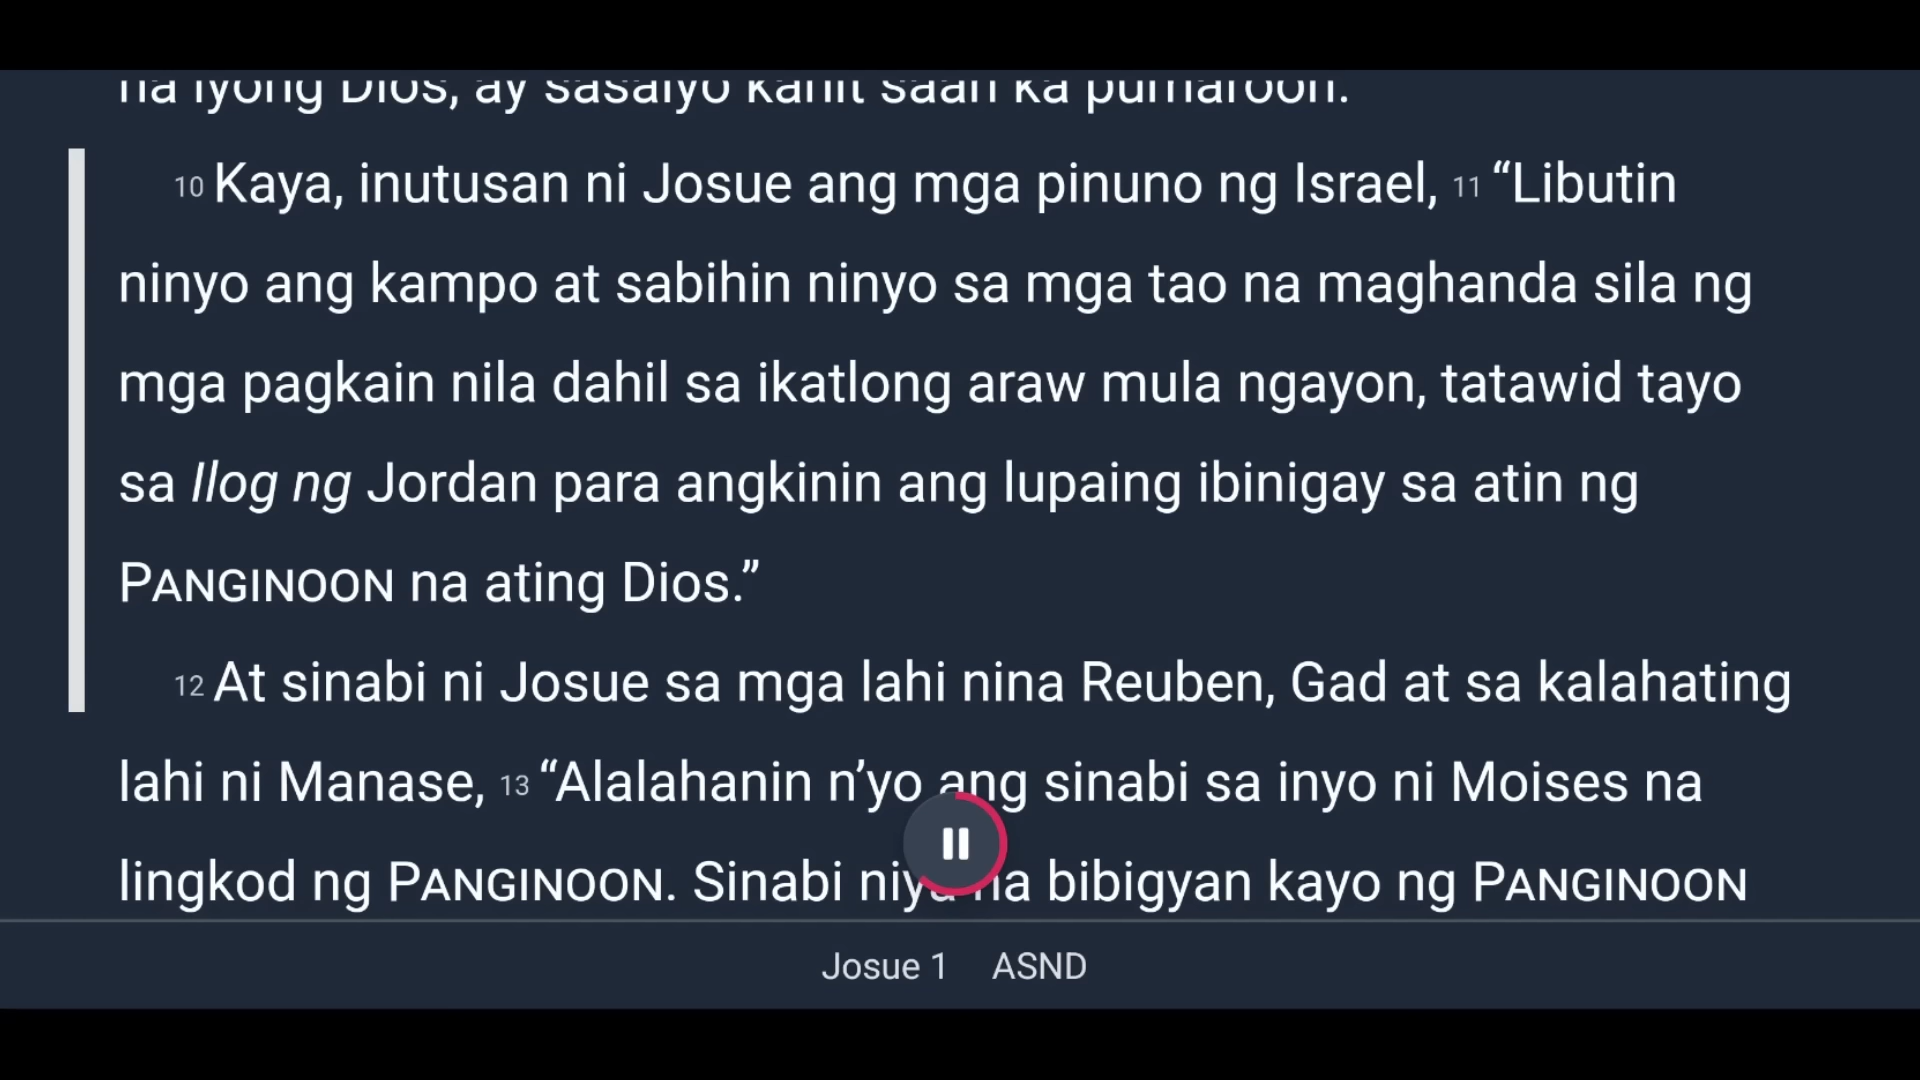 na iyong Dios, ay sasaiyo kahit saan ka pumaroon.
10 Kaya, inutusan ni Josue ang mga pinuno ng Israel, 11 “Libutin
ninyo ang kampo at sabihin ninyo sa mga tao na maghanda sila ng
mga pagkain nila dahil sa ikatlong araw mula ngayon, tatawid tayo
sa Ilog ng Jordan para angkinin ang lupaing ibinigay sa atin ng
PANGINOON na ating Dios.”
12 At sinabi ni Josue sa mga lahi nina Reuben, Gad at sa kalahating
lahi ni Manase, 13 “Alalahanin n’yo ang sinabi sa inyo ni Moises na
lingkod ng PANGINOON. Sinabi niya na bibigyan kayo ng PANGINOON
Josue 1 ASND